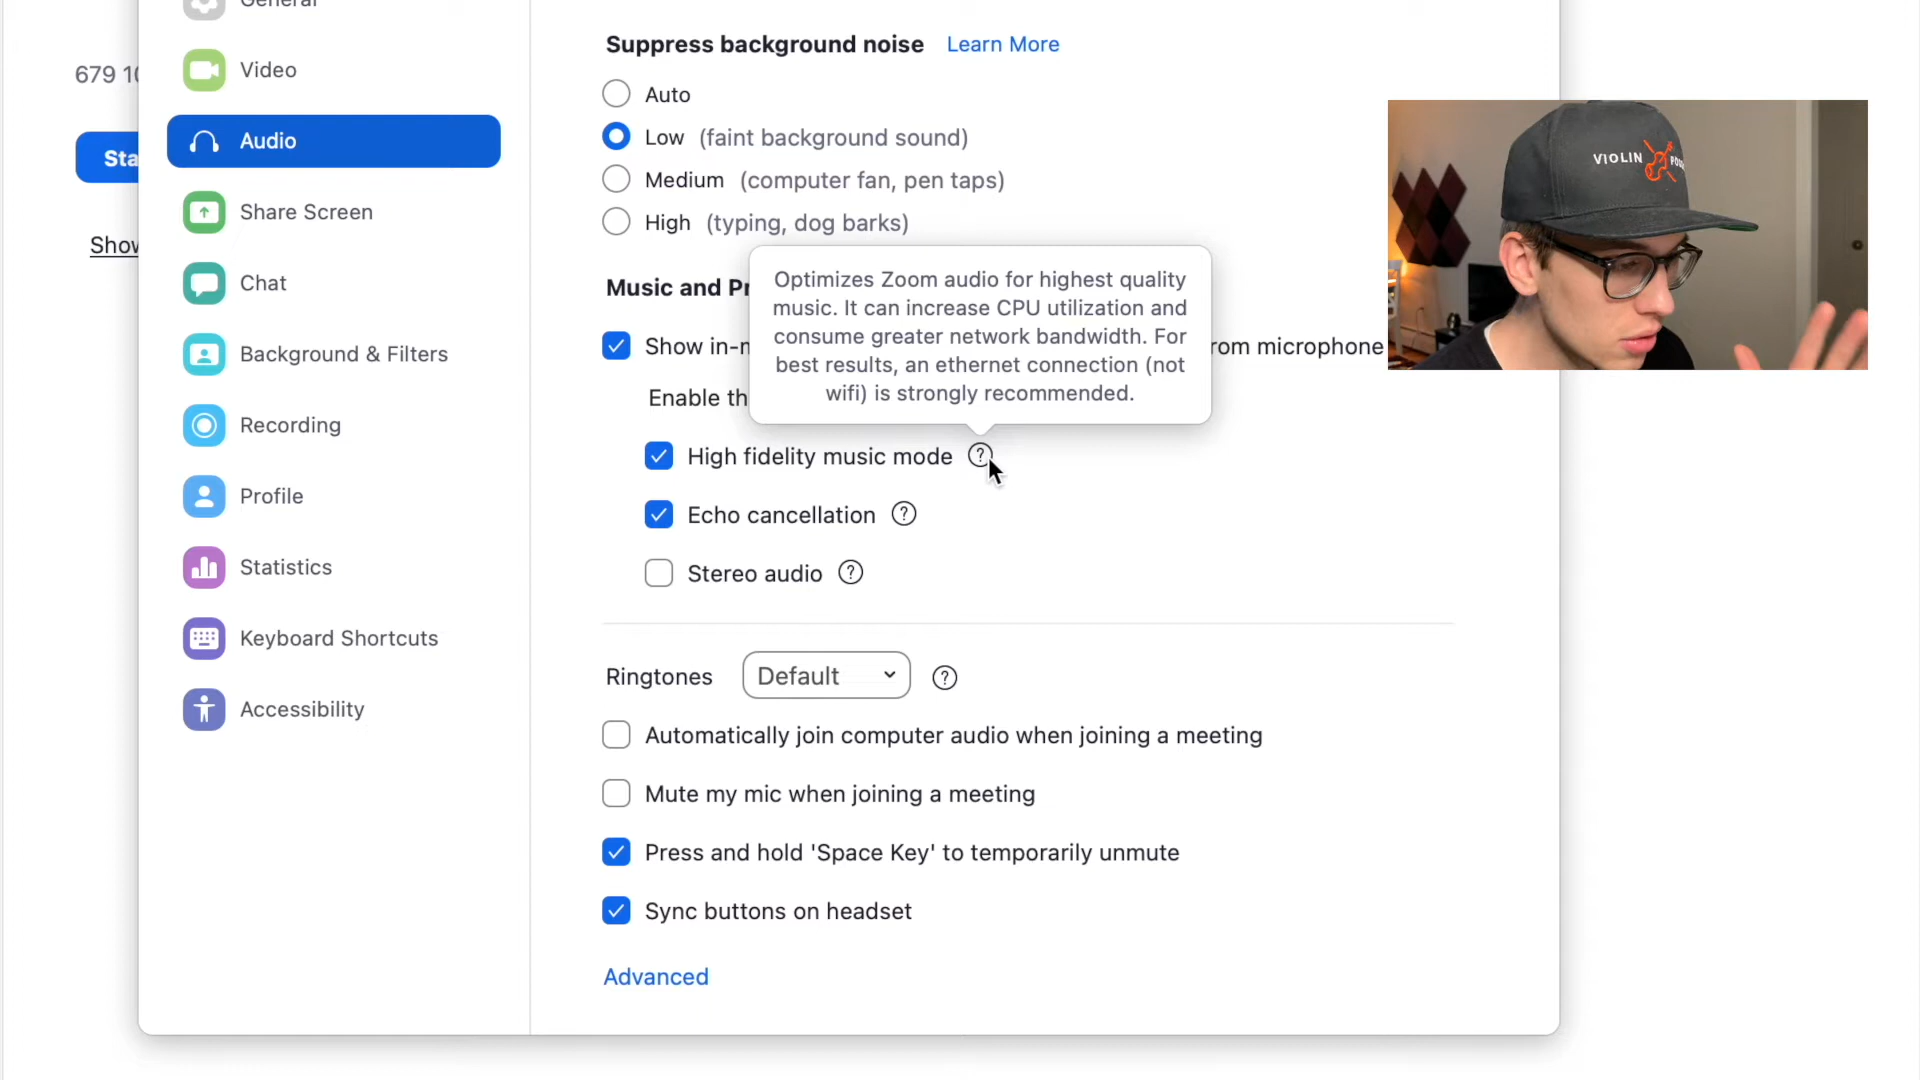 General
679 10
Sta
Show
Video
Audio
Share Screen
Chat
Background & Filters
Recording
Profile
Statistics
Keyboard Shortcuts
Accessibility
Suppress background noise Learn More
Auto
Low (faint background sound)
Medium (computer fan, pen taps)
High (typing, dog barks)
Music and Pr
Optimizes Zoom audio for highest quality
music. It can increase CPU utilization and
consume greater network bandwidth. For
best results, an ethernet connection (not
wifi) is strongly recommended.
Show in-m
rom microphone
Enable th
High fidelity music mode
Echo cancellation
Stereo audio
Ringtones Default
Automatically join computer audio when joining a meeting
Mute my mic when joining a meeting
Press and hold 'Space Key' to temporarily unmute
Sync buttons on headset
Advanced
VIOLIN